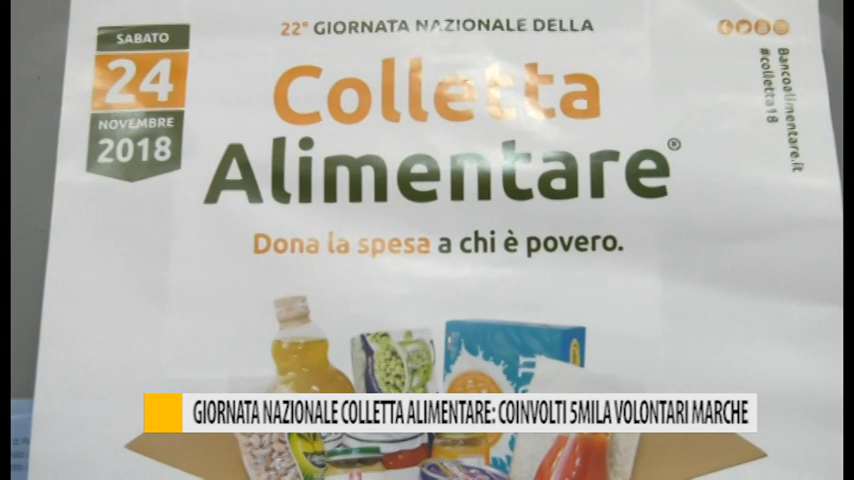 SABATO
24
NOVEMBRE
2018
22° GIORNATA NAZIONALE DELLA
Colletta
Alimentare®
Dona la spesa a chi è povero.
Bancoalimentare.it
#colletta18
GIORNATA NAZIONALE COLLETTA ALIMENTARE: COINVOLTI 5MILA VOLONTARI MARCHE